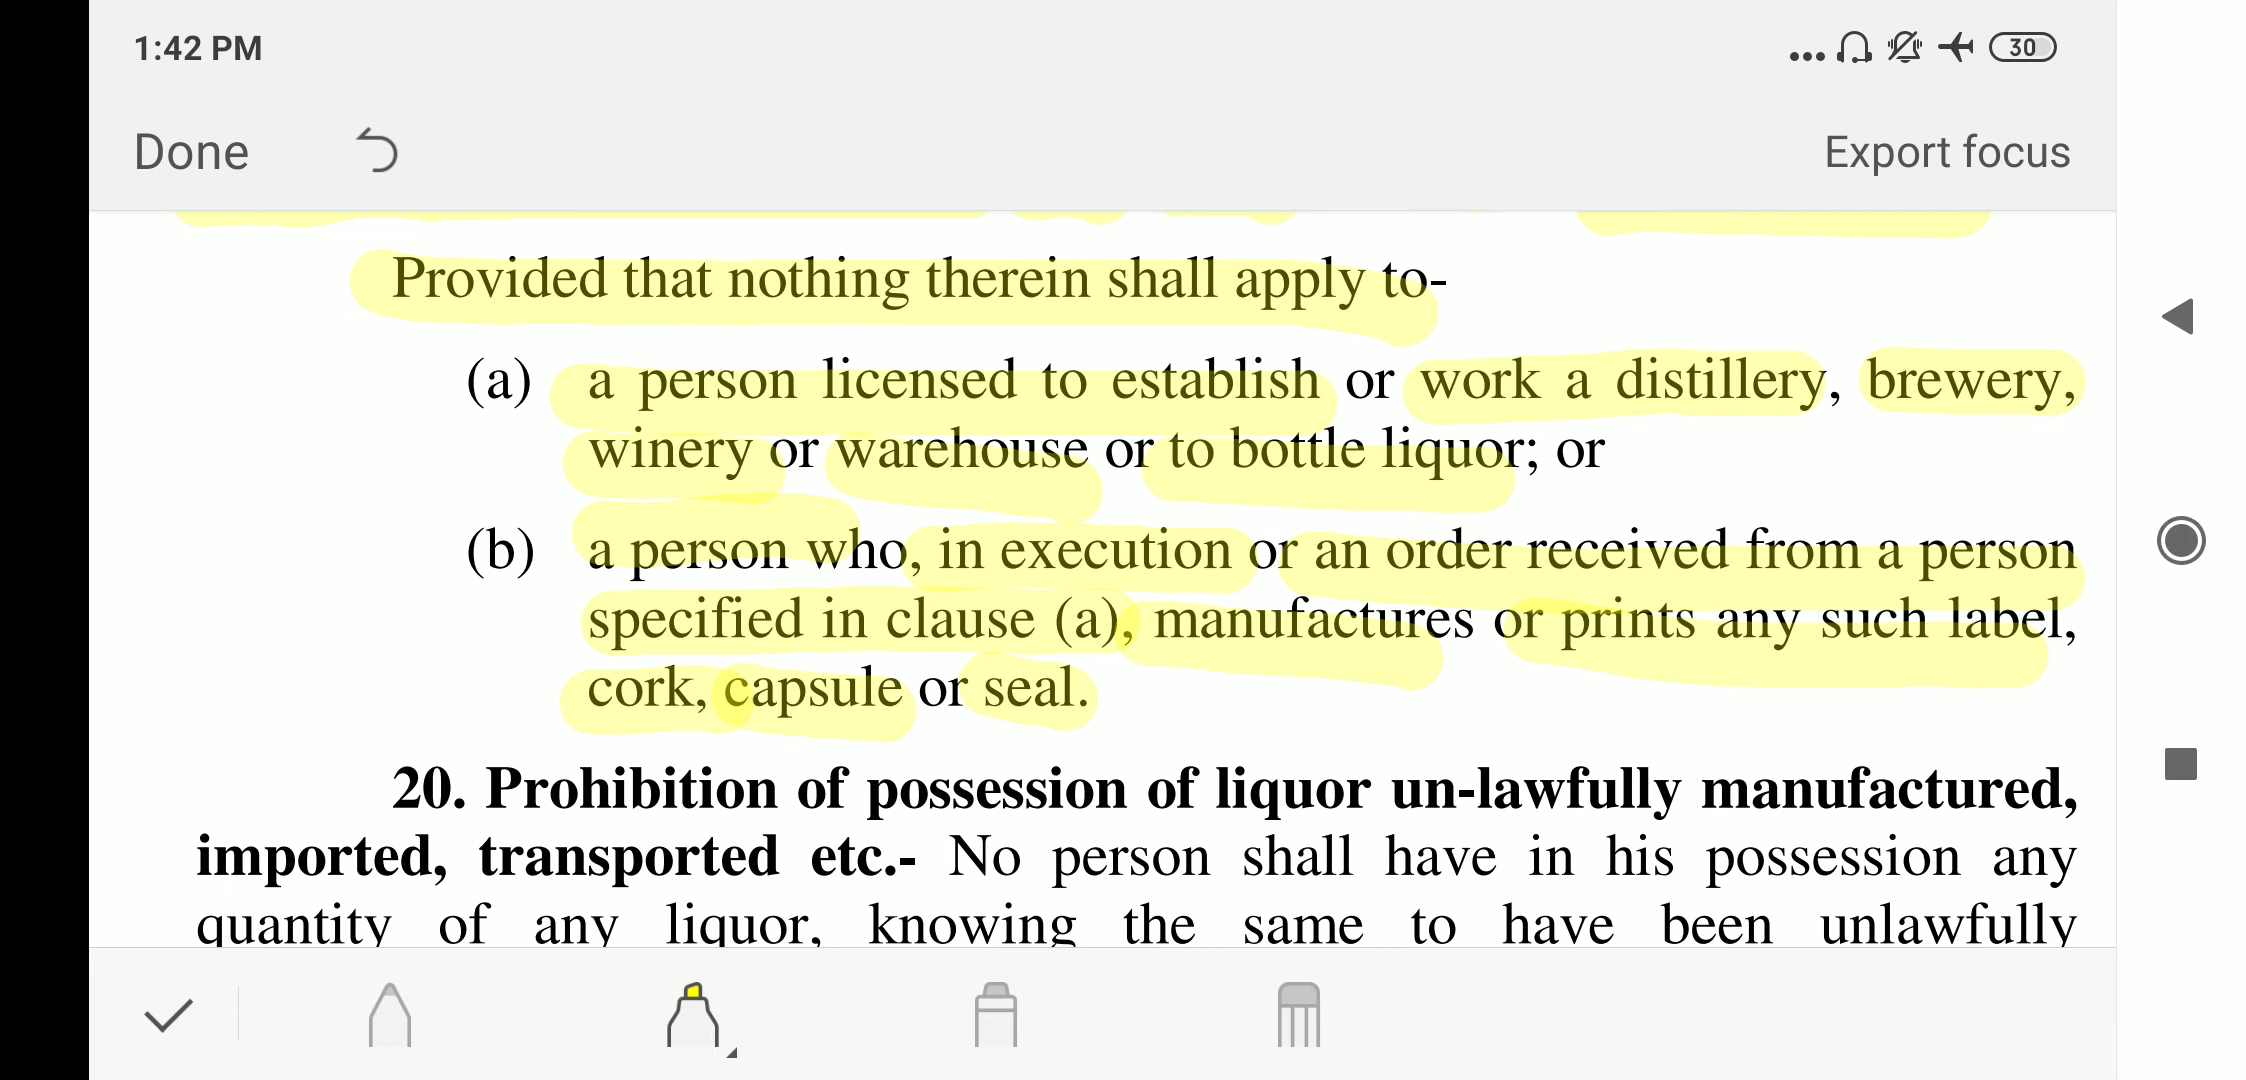 1:42 PM
30
Done
Export focus
Provided that nothing therein shall apply to-
(a) a person licensed to establish or work a distillery, brewery,
winery or warehouse or to bottle liquor; or
(b) a person who, in execution or an order received from a person
specified in clause (a), manufactures or prints any such label,
cork, capsule or seal.
20. Prohibition of possession of liquor un-lawfully manufactured,
imported, transported etc.- No person shall have in his possession any
quantity of any liquor, knowing the same to have been unlawfully